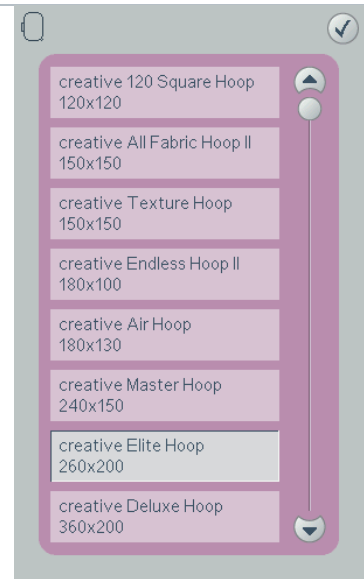 creative 120 Square Hoop
120x120
creative All Fabric Hoop II
150x150
creative Texture Hoop
150x150
creative Endless Hoop II
180x100
creative Air Hoop
180x130
creative Master Hoop
240x150
creative Elite Hoop
260x200
creative Deluxe Hoop
360x200